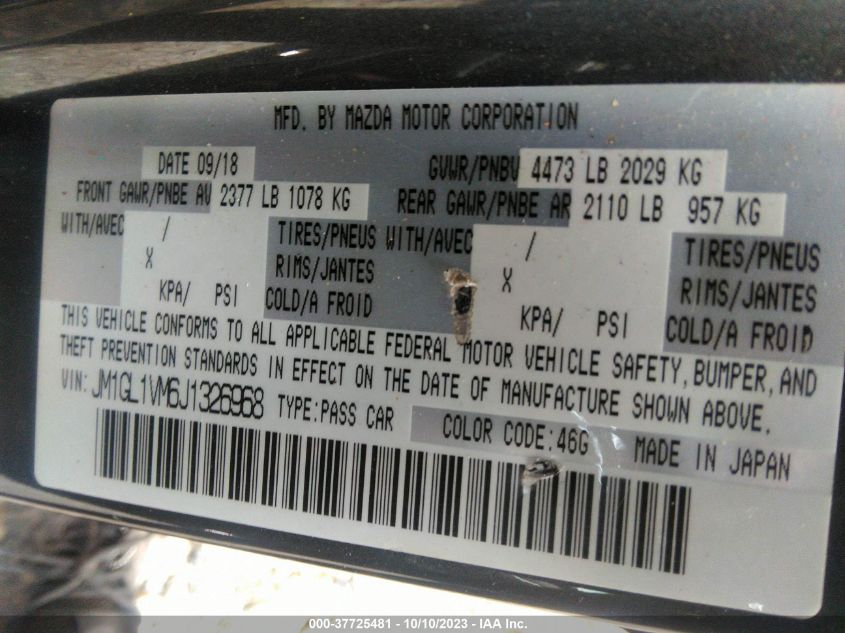 MFD. BY MAZDA MOTOR CORPORATION
DATE 09/18 GVWR/PNBV 4473 LB 2029 KG
FRONT GAWR/PNBE AV 2377 LB 1078 KG REAR GAWR/PNBE AR 2110 LB 957 KG
WITH/AVEC / TIRES/PNEUS WITH/AVEC / TIRES/PNEUS
X RIMS/JANTES X RIMS/JANTES
KPA/ PSI COLD/A FROID KPA/ PSI COLD/A FROID
THIS VEHICLE CONFORMS TO ALL APPLICABLE FEDERAL MOTOR VEHICLE SAFETY, BUMPER, AND
THEFT PREVENTION STANDARDS IN EFFECT ON THE DATE OF MANUFACTURE SHOWN ABOVE.
VIN: JM1GL1VM6J1326968 TYPE:PASS CAR COLOR CODE:46G MADE IN JAPAN
000-37725481 - 10/10/2023 - IAA Inc.